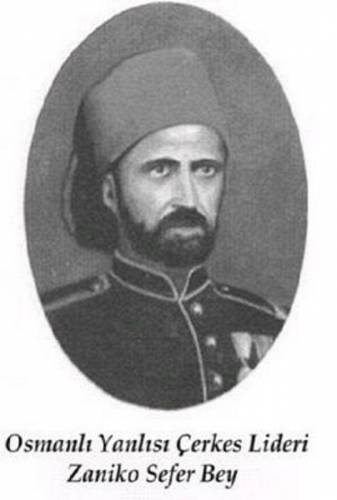 Osmanlı Yanlısı Çerkes Lideri
Zaniko Sefer Bey